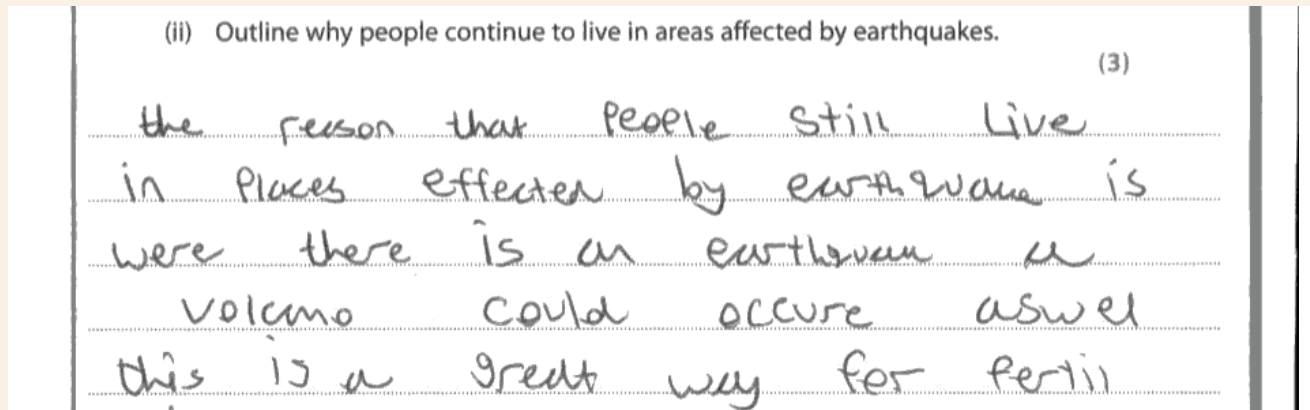 (ii) Outline why people continue to live in areas affected by earthquakes.
(3)
the reason that People still Live
in Places effected by earthquake is
were there is an earthquak a
volcano could occure aswel
this is a great way for fertil